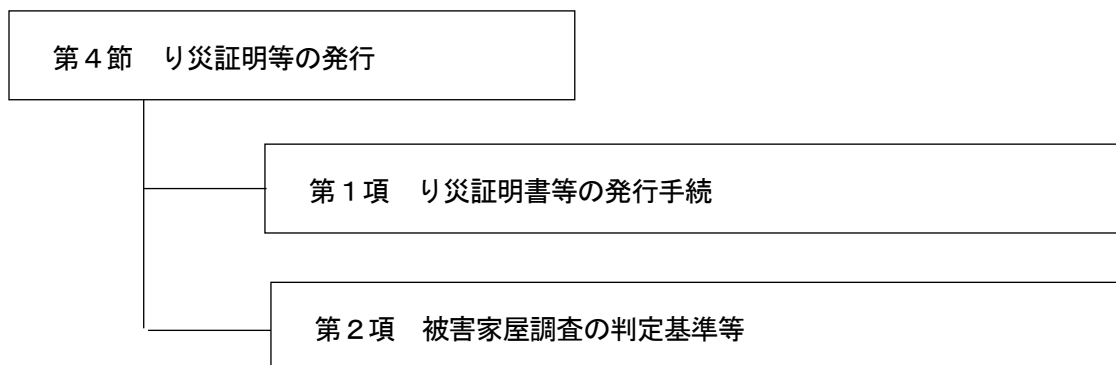 第４節　り災証明等の発行
第１項　り災証明書等の発行手続
第２項　被害家屋調査の判定基準等